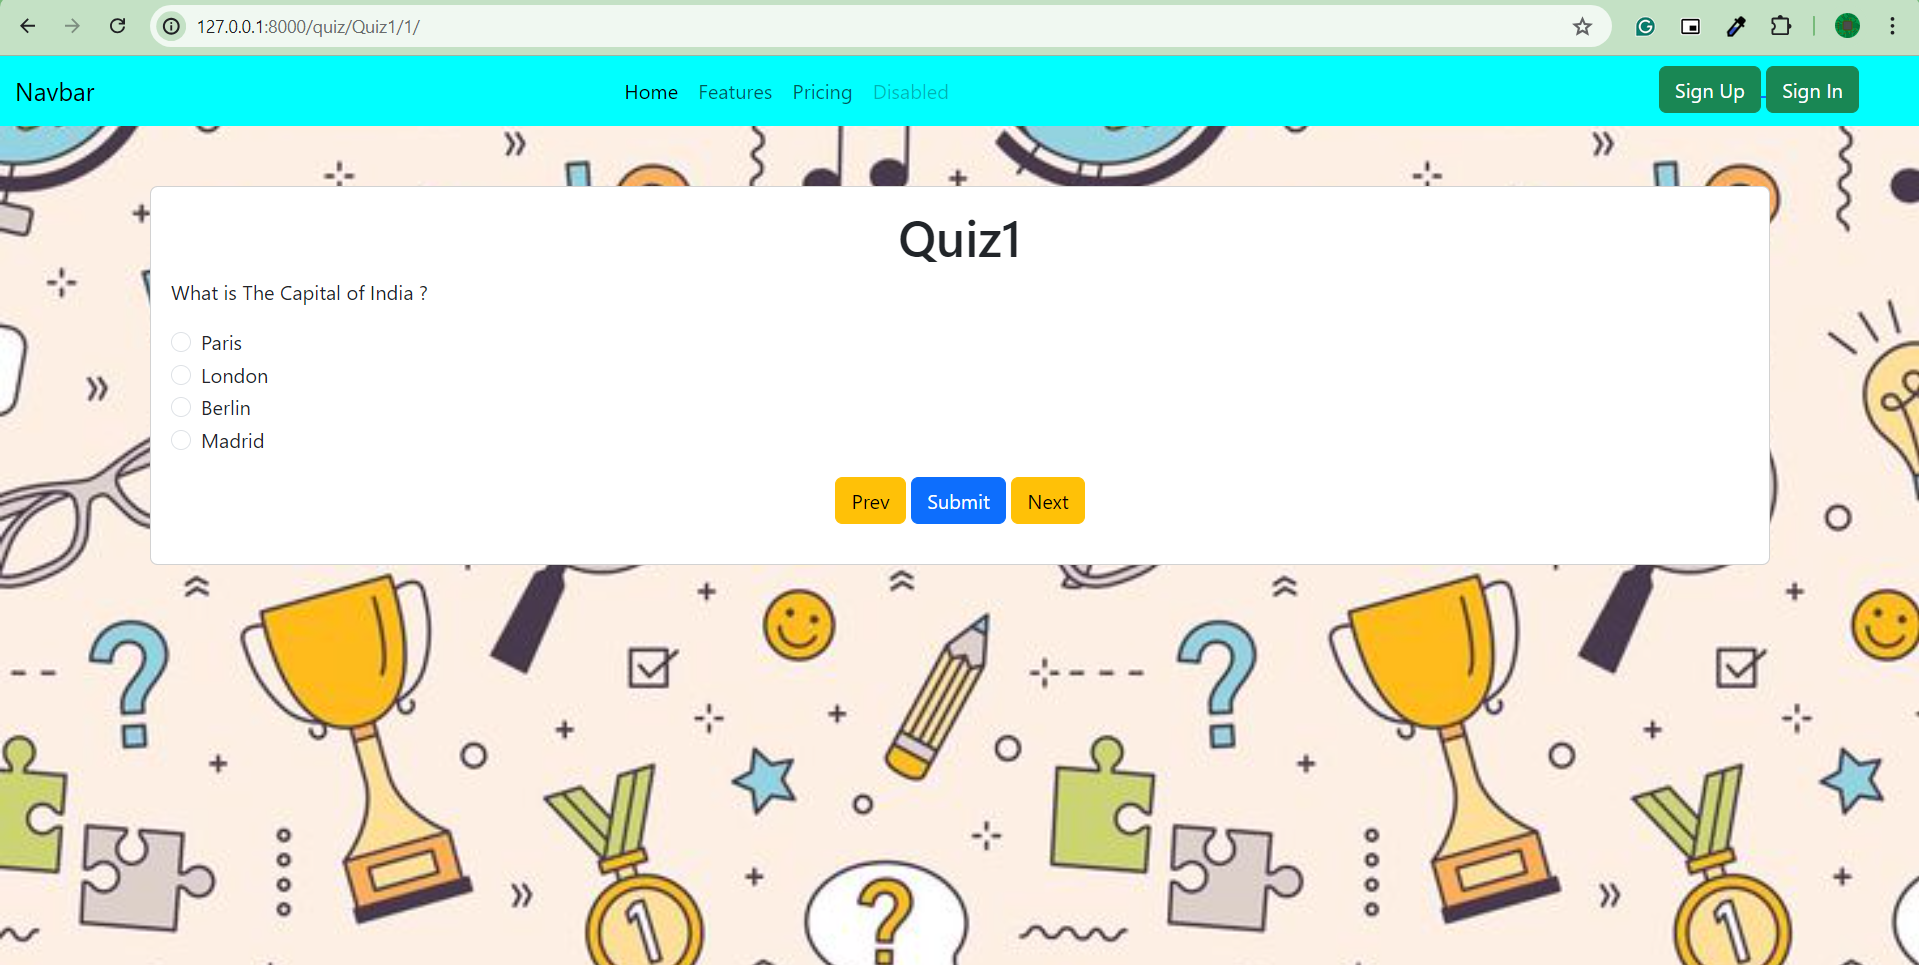 127.0.0.1:8000/quiz/Quiz1/1/
Navbar Home Features Pricing Disabled Sign Up Sign In
Quiz1
What is The Capital of India ?
Paris
London
Berlin
Madrid
Prev Submit Next
1
1